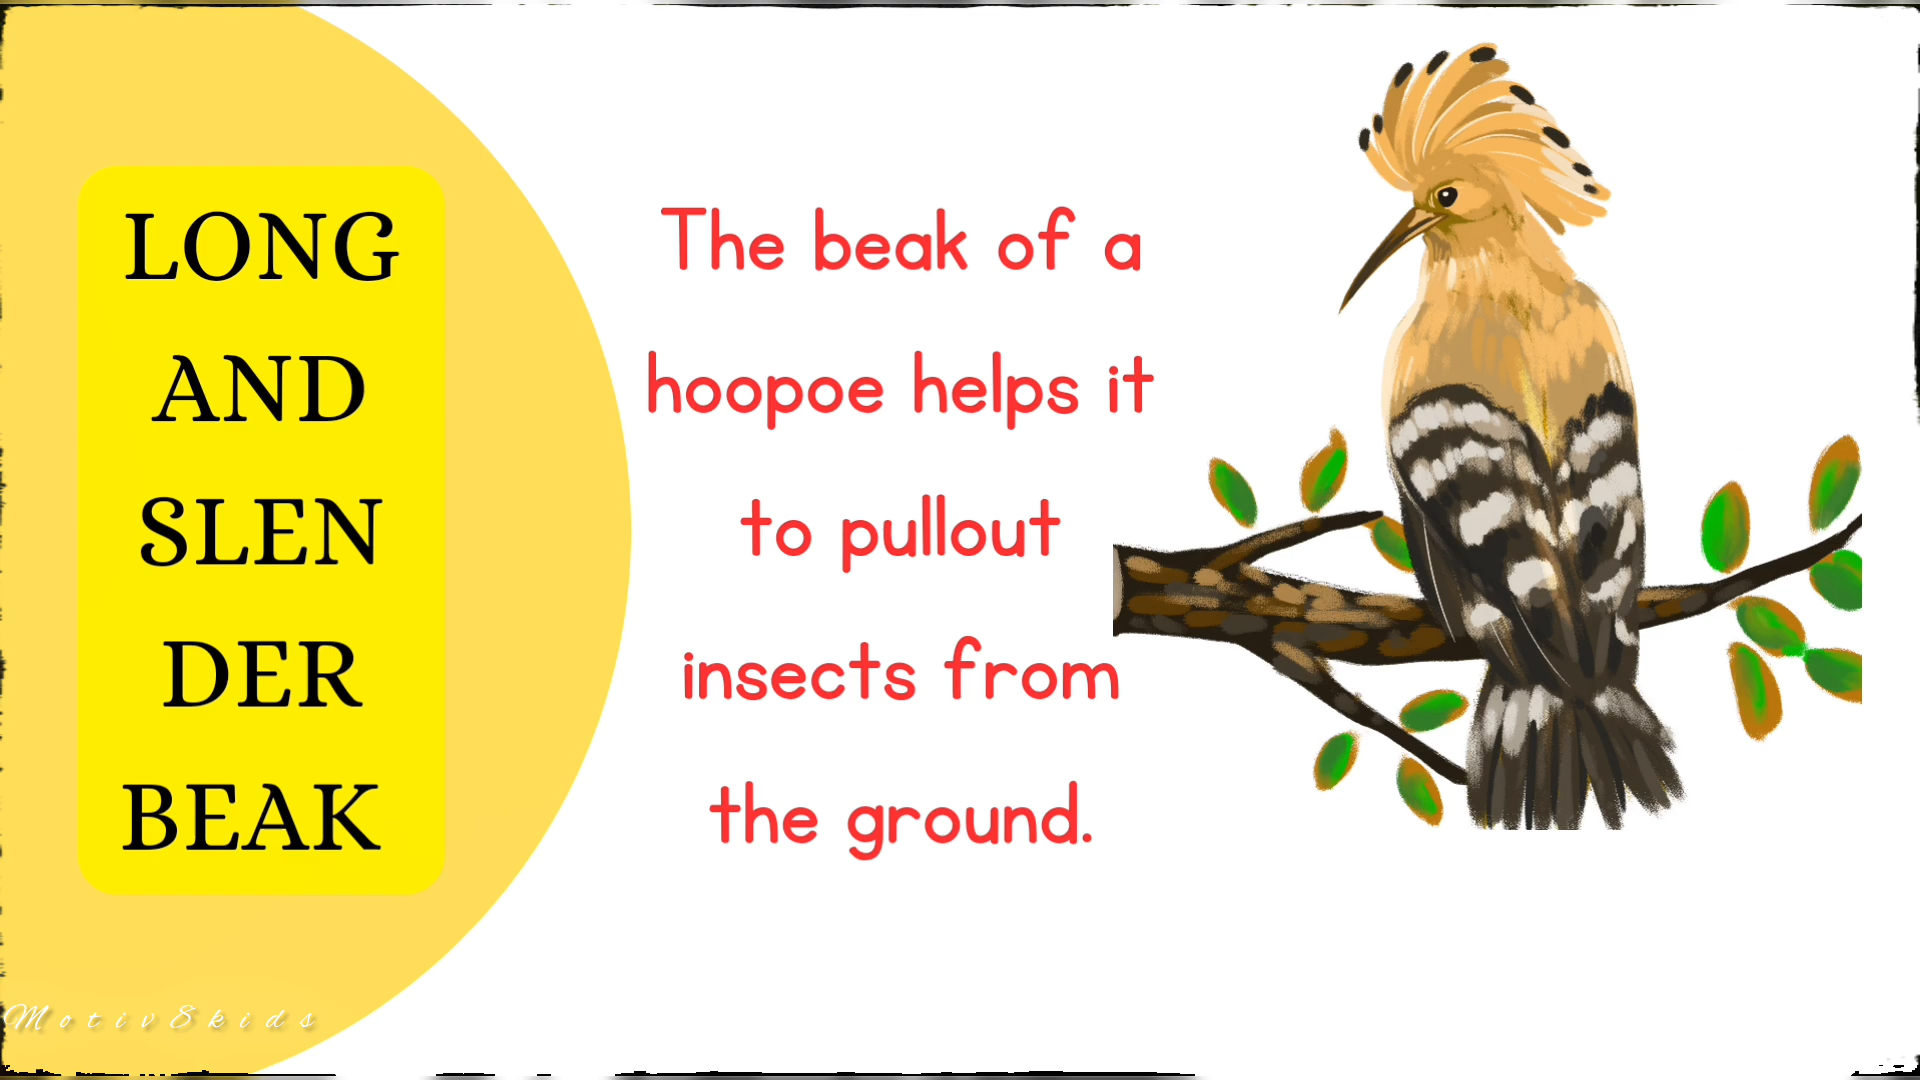 LONG
AND
SLEN
DER
BEAK
The beak of a
hoopoe helps it
to pullout
insects from
the ground.
Motiv8kids